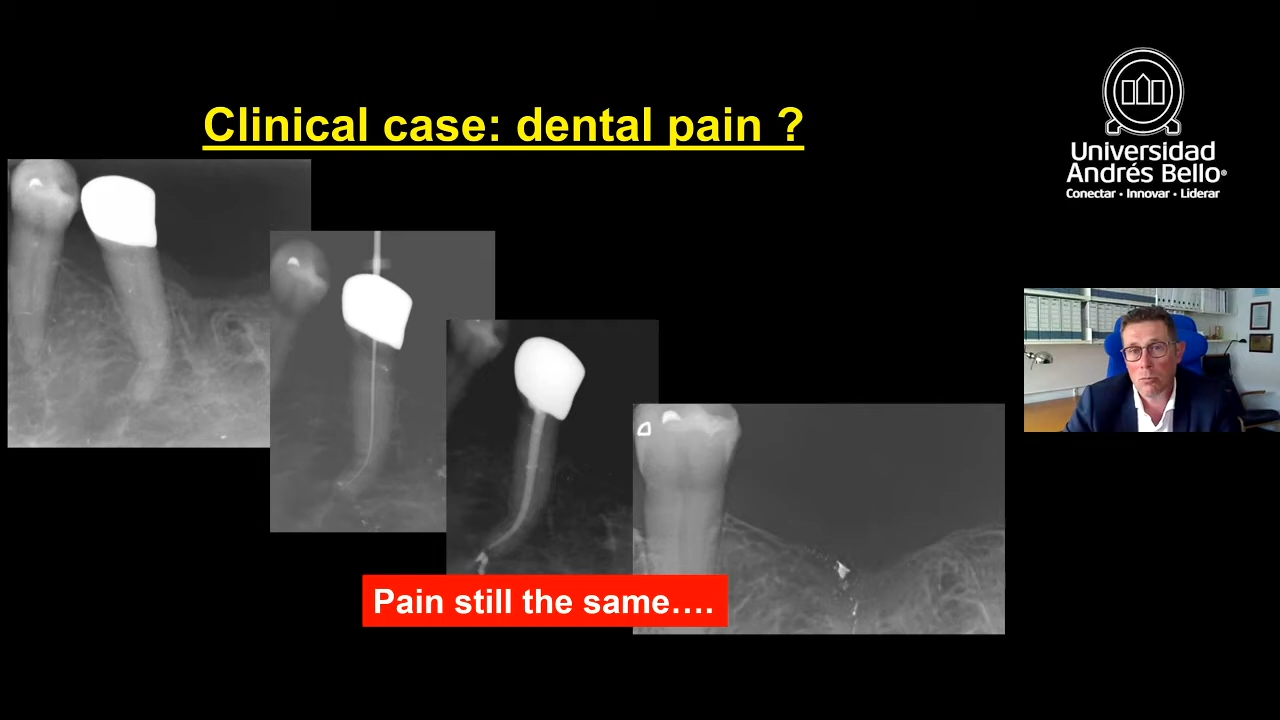 Clinical case: dental pain ?
Universidad
Andrés Bello®
Conectar • Innovar • Liderar
Pain still the same….